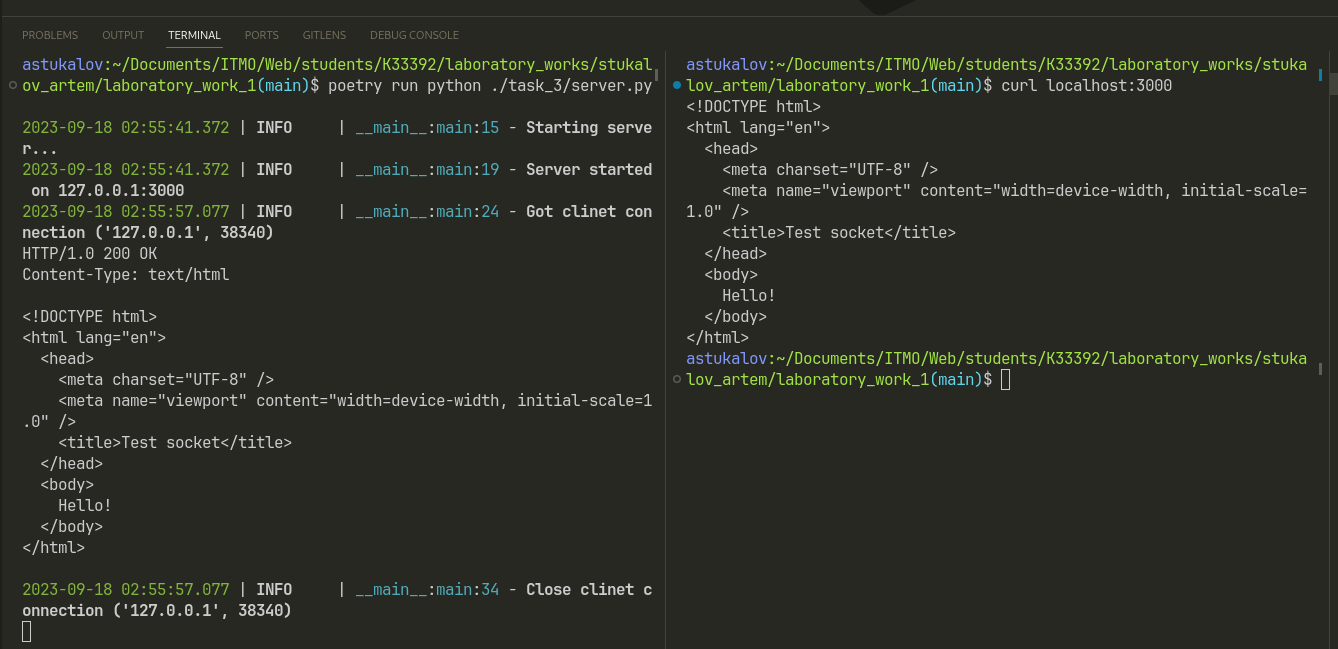 PROBLEMS OUTPUT TERMINAL PORTS GITLENS DEBUG CONSOLE
astukalov:~/Documents/ITMO/Web/students/K33392/laboratory_works/stukal
ov_artem/laboratory_work_1(main)$ poetry run python ./task_3/server.py
2023-09-18 02:55:41.372 | INFO     | __main__:main:15 - Starting serve
r...
2023-09-18 02:55:41.372 | INFO     | __main__:main:19 - Server started
 on 127.0.0.1:3000
2023-09-18 02:55:57.077 | INFO     | __main__:main:24 - Got clinet con
nection ('127.0.0.1', 38340)
HTTP/1.0 200 OK
Content-Type: text/html
<!DOCTYPE html>
<html lang="en">
  <head>
    <meta charset="UTF-8" />
    <meta name="viewport" content="width=device-width, initial-scale=1
.0" />
    <title>Test socket</title>
  </head>
  <body>
    Hello!
  </body>
</html>
2023-09-18 02:55:57.077 | INFO     | __main__:main:34 - Close clinet c
onnection ('127.0.0.1', 38340)
astukalov:~/Documents/ITMO/Web/students/K33392/laboratory_works/stuka
lov_artem/laboratory_work_1(main)$ curl localhost:3000
<!DOCTYPE html>
<html lang="en">
  <head>
    <meta charset="UTF-8" />
    <meta name="viewport" content="width=device-width, initial-scale=
1.0" />
    <title>Test socket</title>
  </head>
  <body>
    Hello!
  </body>
</html>
astukalov:~/Documents/ITMO/Web/students/K33392/laboratory_works/stuka
lov_artem/laboratory_work_1(main)$